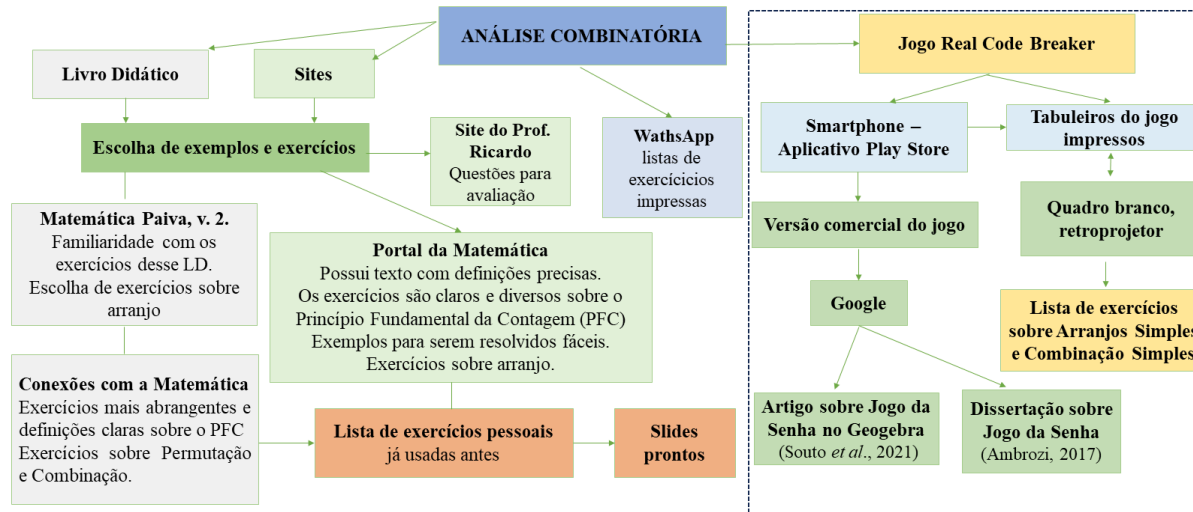 ANÁLISE COMBINATÓRIA
Livro Didático
Sites
Escolha de exemplos e exercícios
Site do Prof.
Ricardo
Questões para
avaliação
WathsApp
listas de
exercícicios
impressas
Matemática Paiva, v. 2.
Familiaridade com os
exercícios desse LD.
Escolha de exercícios sobre
arranjo
Portal da Matemática
Possui texto com definições precisas.
Os exercícios são claros e diversos sobre o
Princípio Fundamental da Contagem (PFC)
Exemplos para serem resolvidos fáceis.
Exercícios sobre arranjo.
Conexões com a Matemática
Exercícios mais abrangentes e
definições claras sobre o PFC
Exercícios sobre Permutação
e Combinação.
Lista de exercícios pessoais
já usadas antes
Slides
prontos
Jogo Real Code Breaker
Smartphone –
Aplicativo Play Store
Tabuleiros do jogo
impressos
Versão comercial do jogo
Quadro branco,
retroprojetor
Google
Lista de exercícios
sobre Arranjos Simples
e Combinação Simples
Artigo sobre Jogo da
Senha no Geogebra
(Souto et al., 2021)
Dissertação sobre
Jogo da Senha
(Ambrozi, 2017)